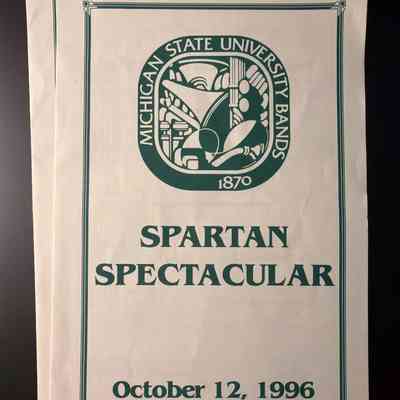 MICHIGAN STATE UNIVERSITY BANDS
1870
SPARTAN
SPECTACULAR
October 12, 1996